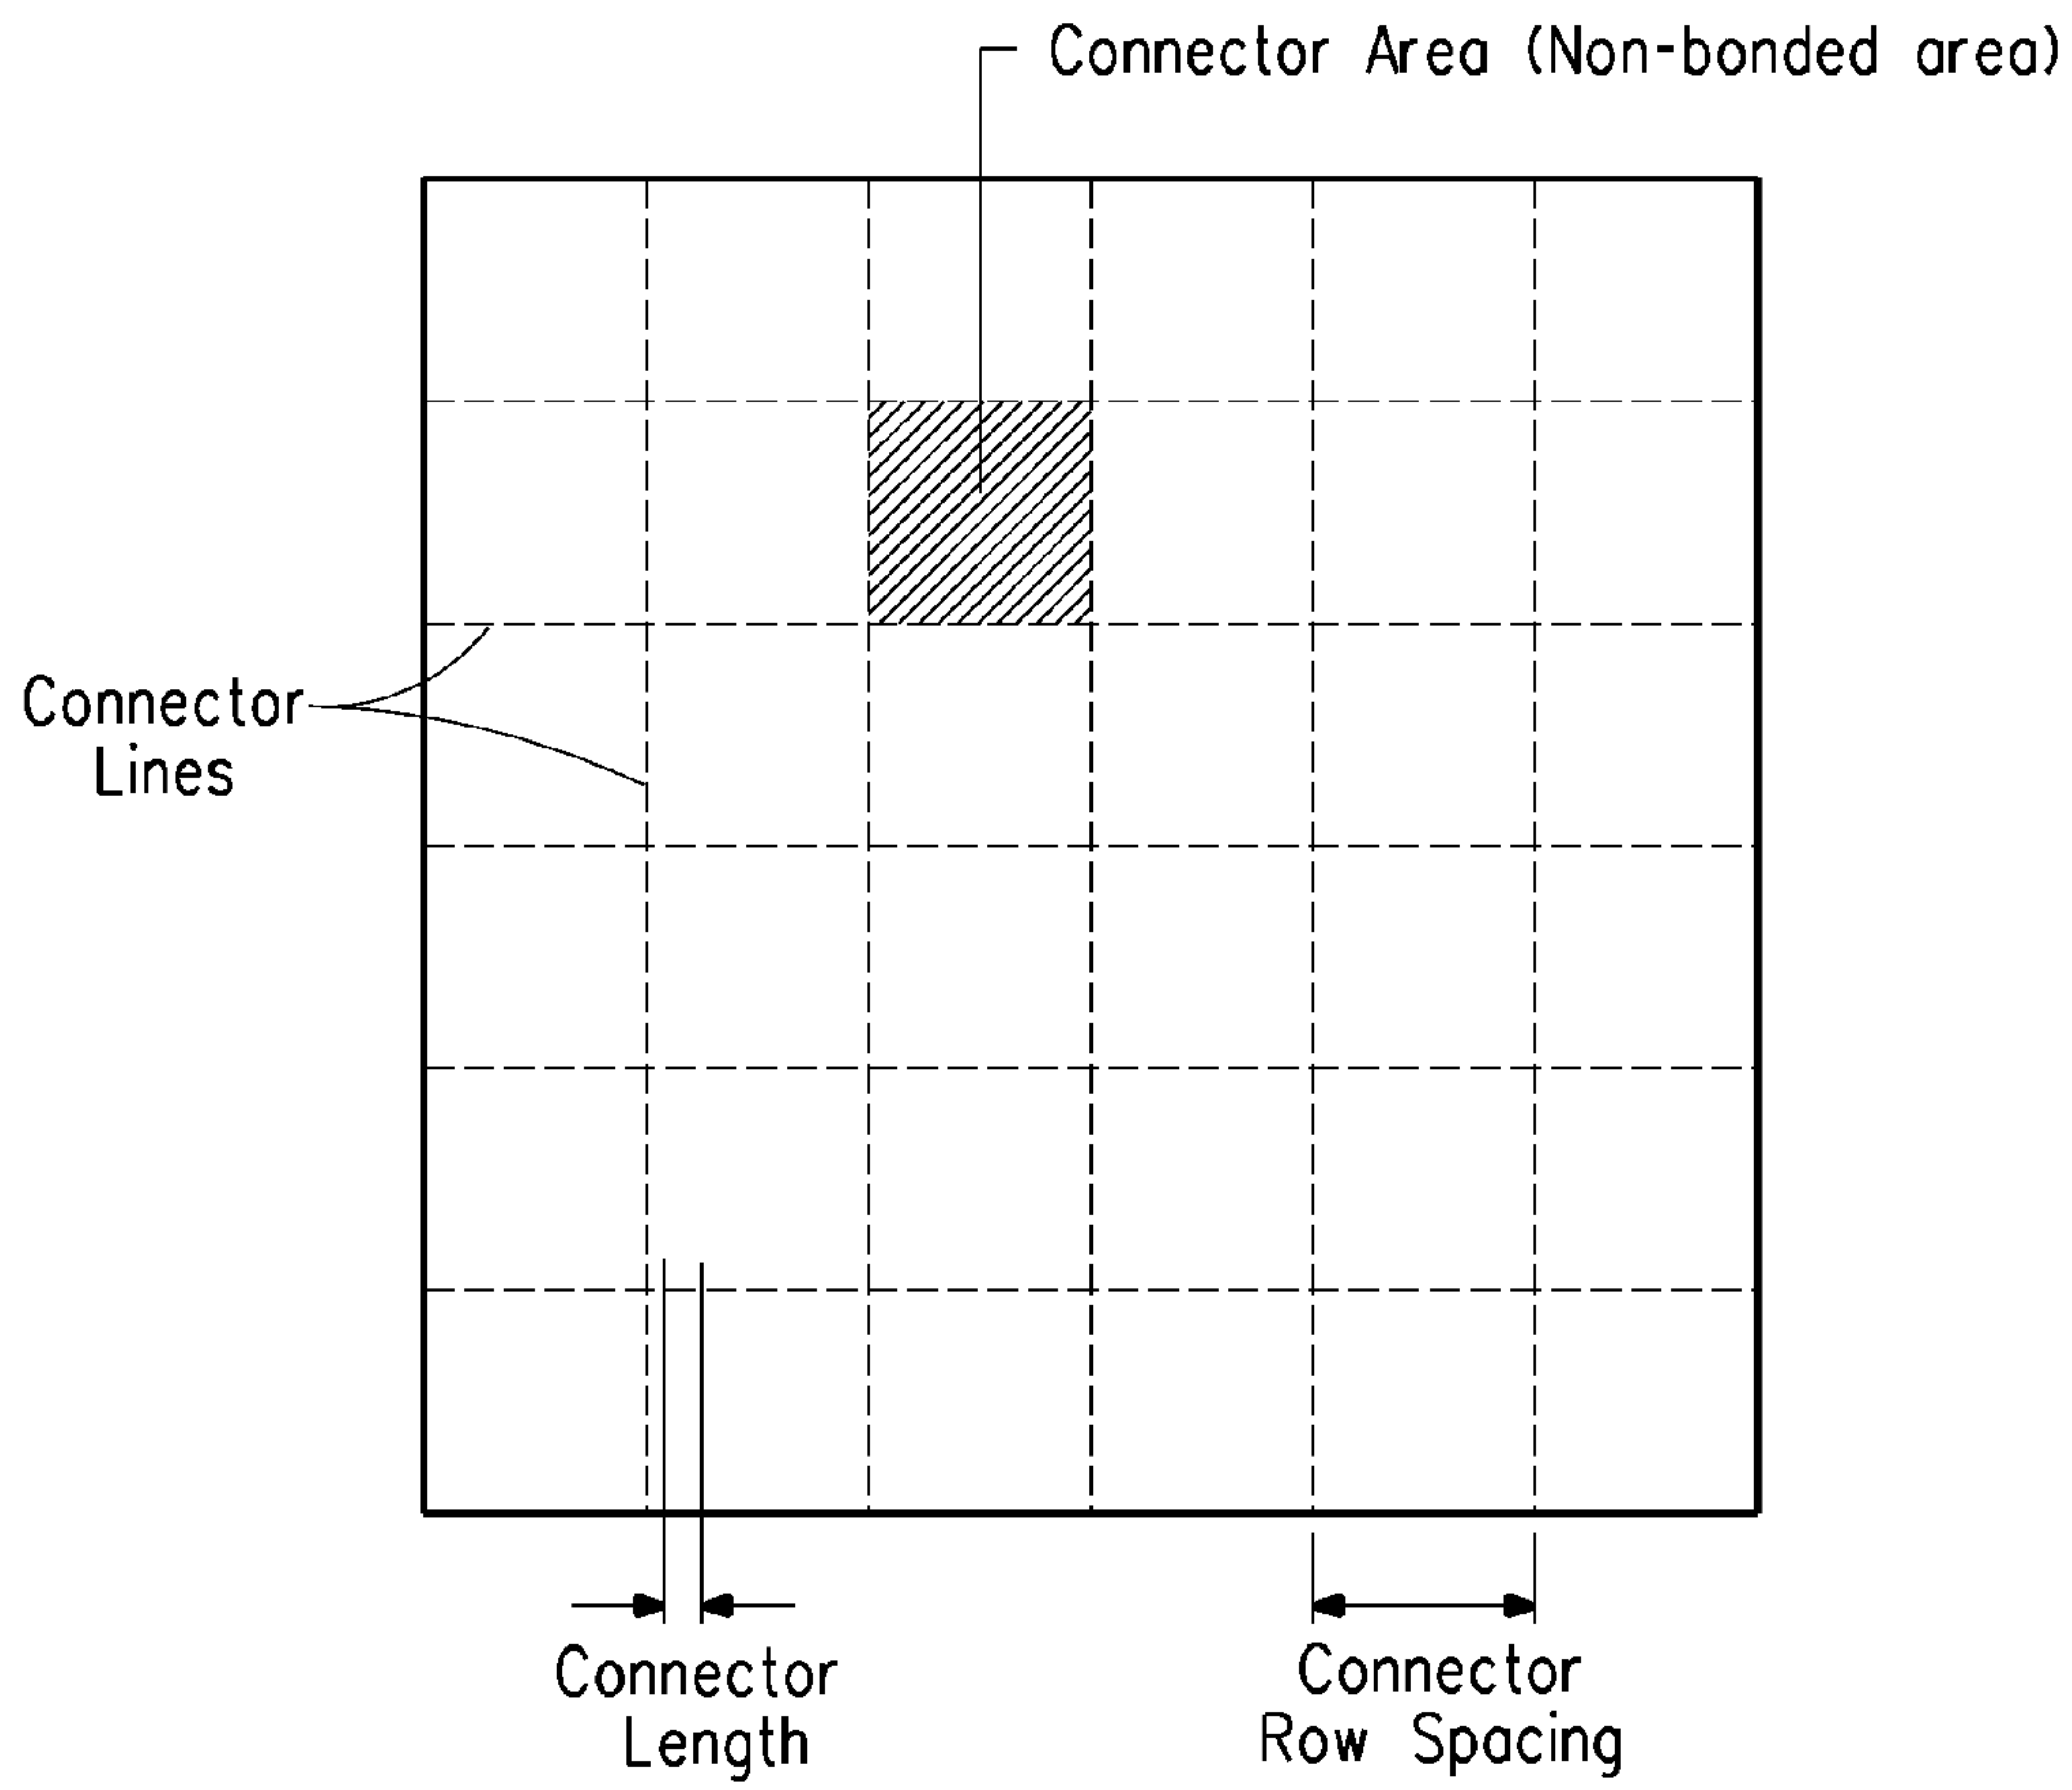 Connector Area (Non-bonded area)
Connector
Lines
Connector
Length
Connector
Row Spacing